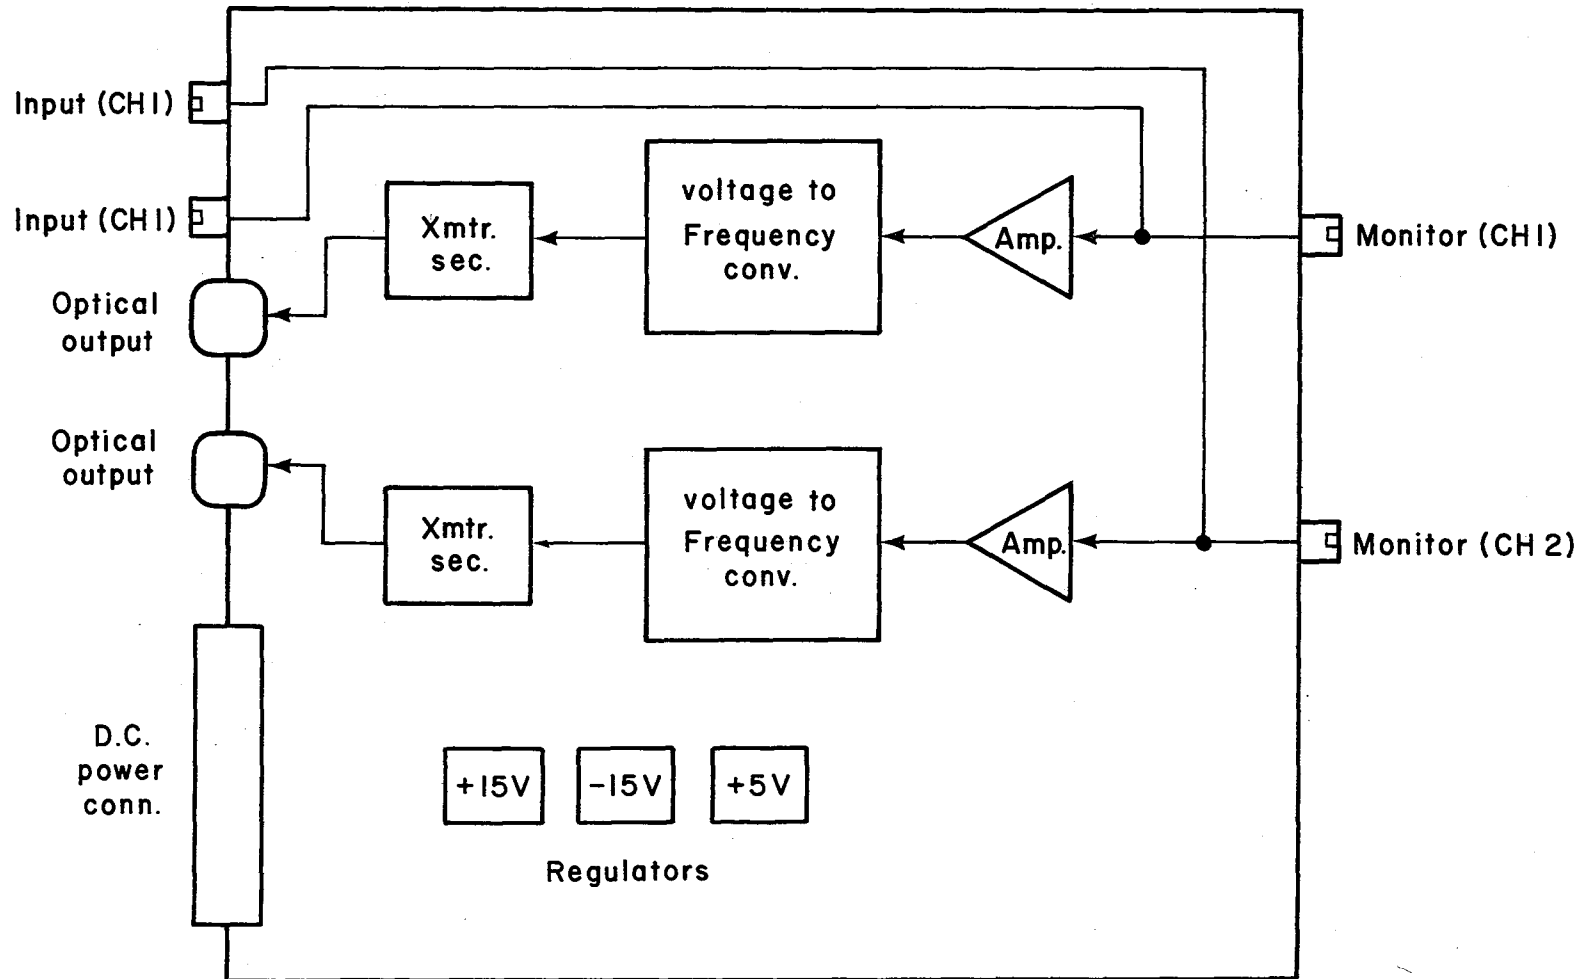 Input (CH1)
Input (CH1)
Optical
output
Optical
output
D.C.
power
conn.
Xmtr.
sec.
voltage to
Frequency
conv.
Amp.
Monitor (CH1)
Xmtr.
sec.
voltage to
Frequency
conv.
Amp.
Monitor (CH 2)
+15V
-15V
+5V
Regulators